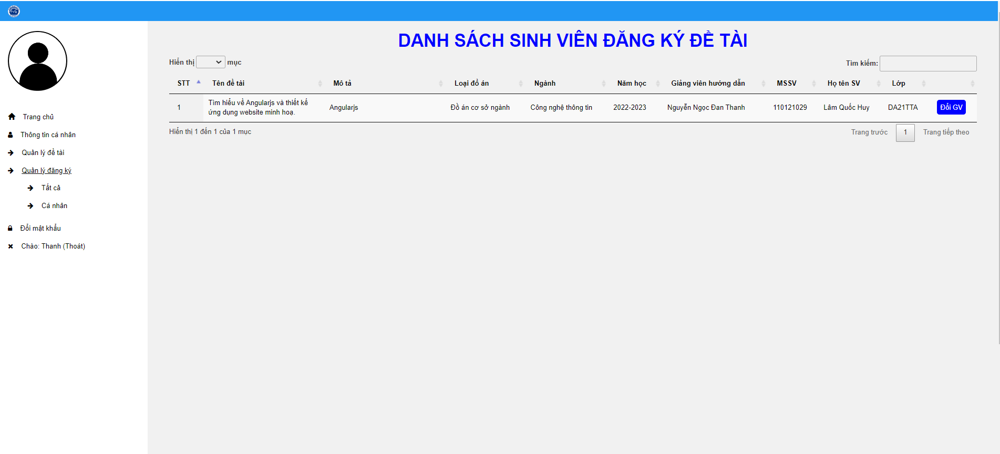 DANH SÁCH SINH VIÊN ĐĂNG KÝ ĐỀ TÀI
Hiển thị mục
Tìm kiếm:
STT Tên đề tài Mô tả Loại đồ án Ngành Năm học Giảng viên hướng dẫn MSSV Họ tên SV Lớp
1 Tìm hiểu về Angularjs và thiết kế ứng dụng website minh hoạ. Angularjs Đồ án cơ sở ngành Công nghệ thông tin 2022-2023 Nguyễn Ngọc Đan Thanh 110121029 Lâm Quốc Huy DA21TTA Đổi GV
Hiển thị 1 đến 1 của 1 mục
Trang trước 1 Trang tiếp theo
Trang chủ
Thông tin cá nhân
Quản lý đề tài
Quản lý đăng ký
Tất cả
Cá nhân
Đổi mật khẩu
Chào: Thanh (Thoát)